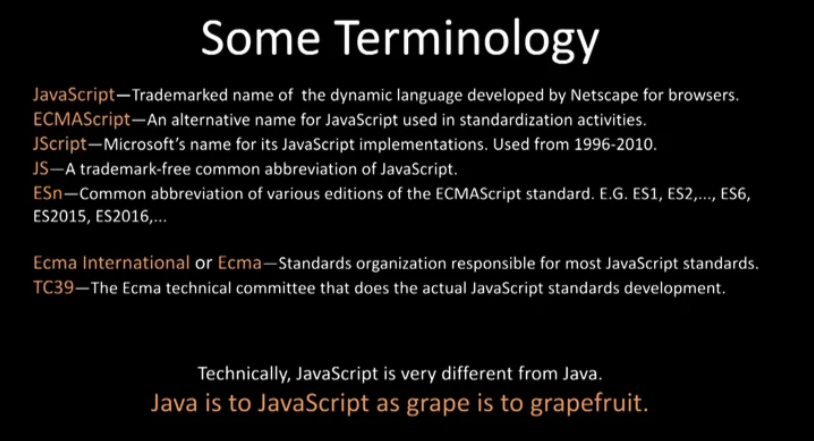 Some Terminology
JavaScript—Trademarked name of the dynamic language developed by Netscape for browsers.
ECMAScript—An alternative name for JavaScript used in standardization activities.
JScript—Microsoft's name for its JavaScript implementations. Used from 1996-2010.
JS—A trademark-free common abbreviation of JavaScript.
ESn—Common abbreviation of various editions of the ECMAScript standard. E.G. ES1, ES2,..., ES6,
ES2015, ES2016,...
Ecma International or Ecma—Standards organization responsible for most JavaScript standards.
TC39—The Ecma technical committee that does the actual JavaScript standards development.
Technically, JavaScript is very different from Java.
Java is to JavaScript as grape is to grapefruit.